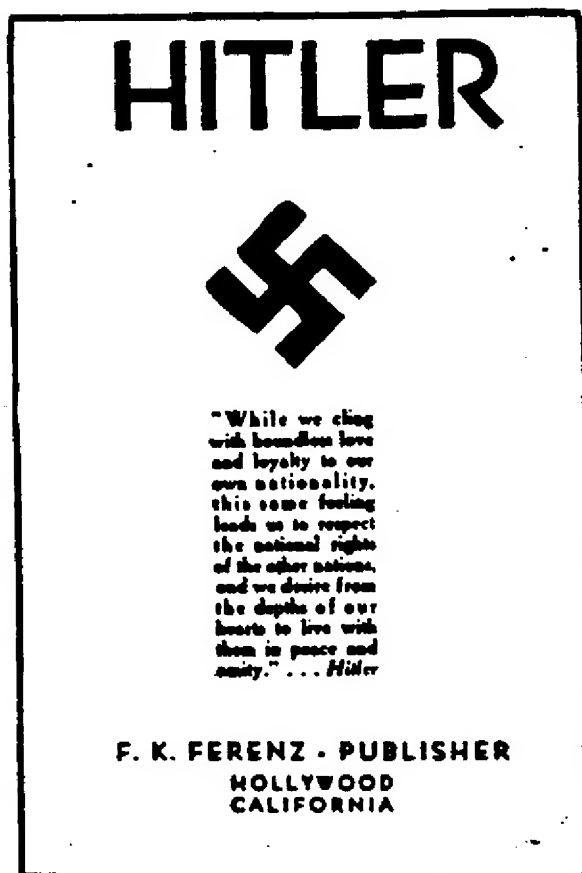 HITLER
"While we cling
with boundless love
and loyalty to our
own nationality,
this same feeling
leads us to respect
the national rights
of the other nations,
and we desire from
the depths of our
hearts to live with
them in peace and
amity." . . . Hitler
F. K. FERENZ - PUBLISHER
HOLLYWOOD
CALIFORNIA